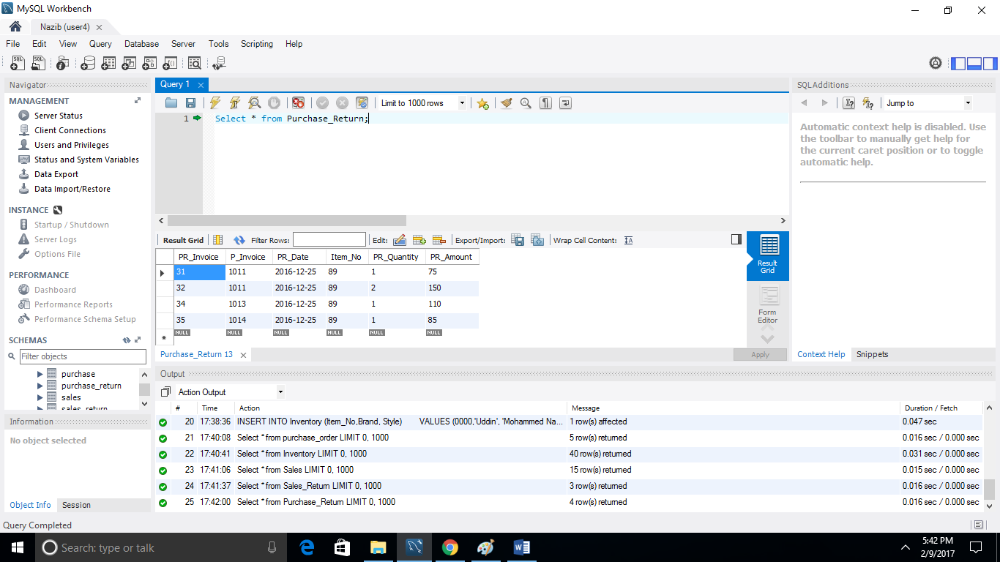 MySQL Workbench
Nazib (user4)
File Edit View Query Database Server Tools Scripting Help
Navigator
MANAGEMENT
Server Status
Client Connections
Users and Privileges
Status and System Variables
Data Export
Data Import/Restore
INSTANCE
Startup / Shutdown
Server Logs
Options File
PERFORMANCE
Dashboard
Performance Reports
Performance Schema Setup
SCHEMAS
Filter objects
purchase
purchase_return
sales
sales_return
Information
No object selected
Object Info Session
Query 1
Limit to 1000 rows
1 Select * from Purchase_Return;
Result Grid Filter Rows: Edit: Export/Import: Wrap Cell Content:
PR_Invoice P_Invoice PR_Date Item_No PR_Quantity PR_Amount
31 1011 2016-12-25 89 1 75
32 1011 2016-12-25 89 2 150
34 1013 2016-12-25 89 1 110
35 1014 2016-12-25 89 1 85
NULL NULL NULL NULL NULL NULL
Result Grid
Form Editor
Purchase_Return 13
Apply
SQLAdditions
Jump to
Automatic context help is disabled. Use
the toolbar to manually get help for
the current caret position or to toggle
automatic help.
Context Help Snippets
Output
Action Output
# Time Action Message Duration / Fetch
20 17:38:36 INSERT INTO Inventory (Item_No,Brand, Style) VALUES (0000,'Uddin', 'Mohammed Na... 1 row(s) affected 0.047 sec
21 17:40:08 Select * from purchase_order LIMIT 0, 1000 5 row(s) returned 0.016 sec / 0.000 sec
22 17:40:41 Select * from Inventory LIMIT 0, 1000 40 row(s) returned 0.031 sec / 0.000 sec
23 17:41:06 Select * from Sales LIMIT 0, 1000 15 row(s) returned 0.015 sec / 0.000 sec
24 17:41:37 Select * from Sales_Return LIMIT 0, 1000 3 row(s) returned 0.016 sec / 0.000 sec
25 17:42:00 Select * from Purchase_Return LIMIT 0, 1000 4 row(s) returned 0.016 sec / 0.000 sec
Query Completed
Search: type or talk
5:42 PM
2/9/2017